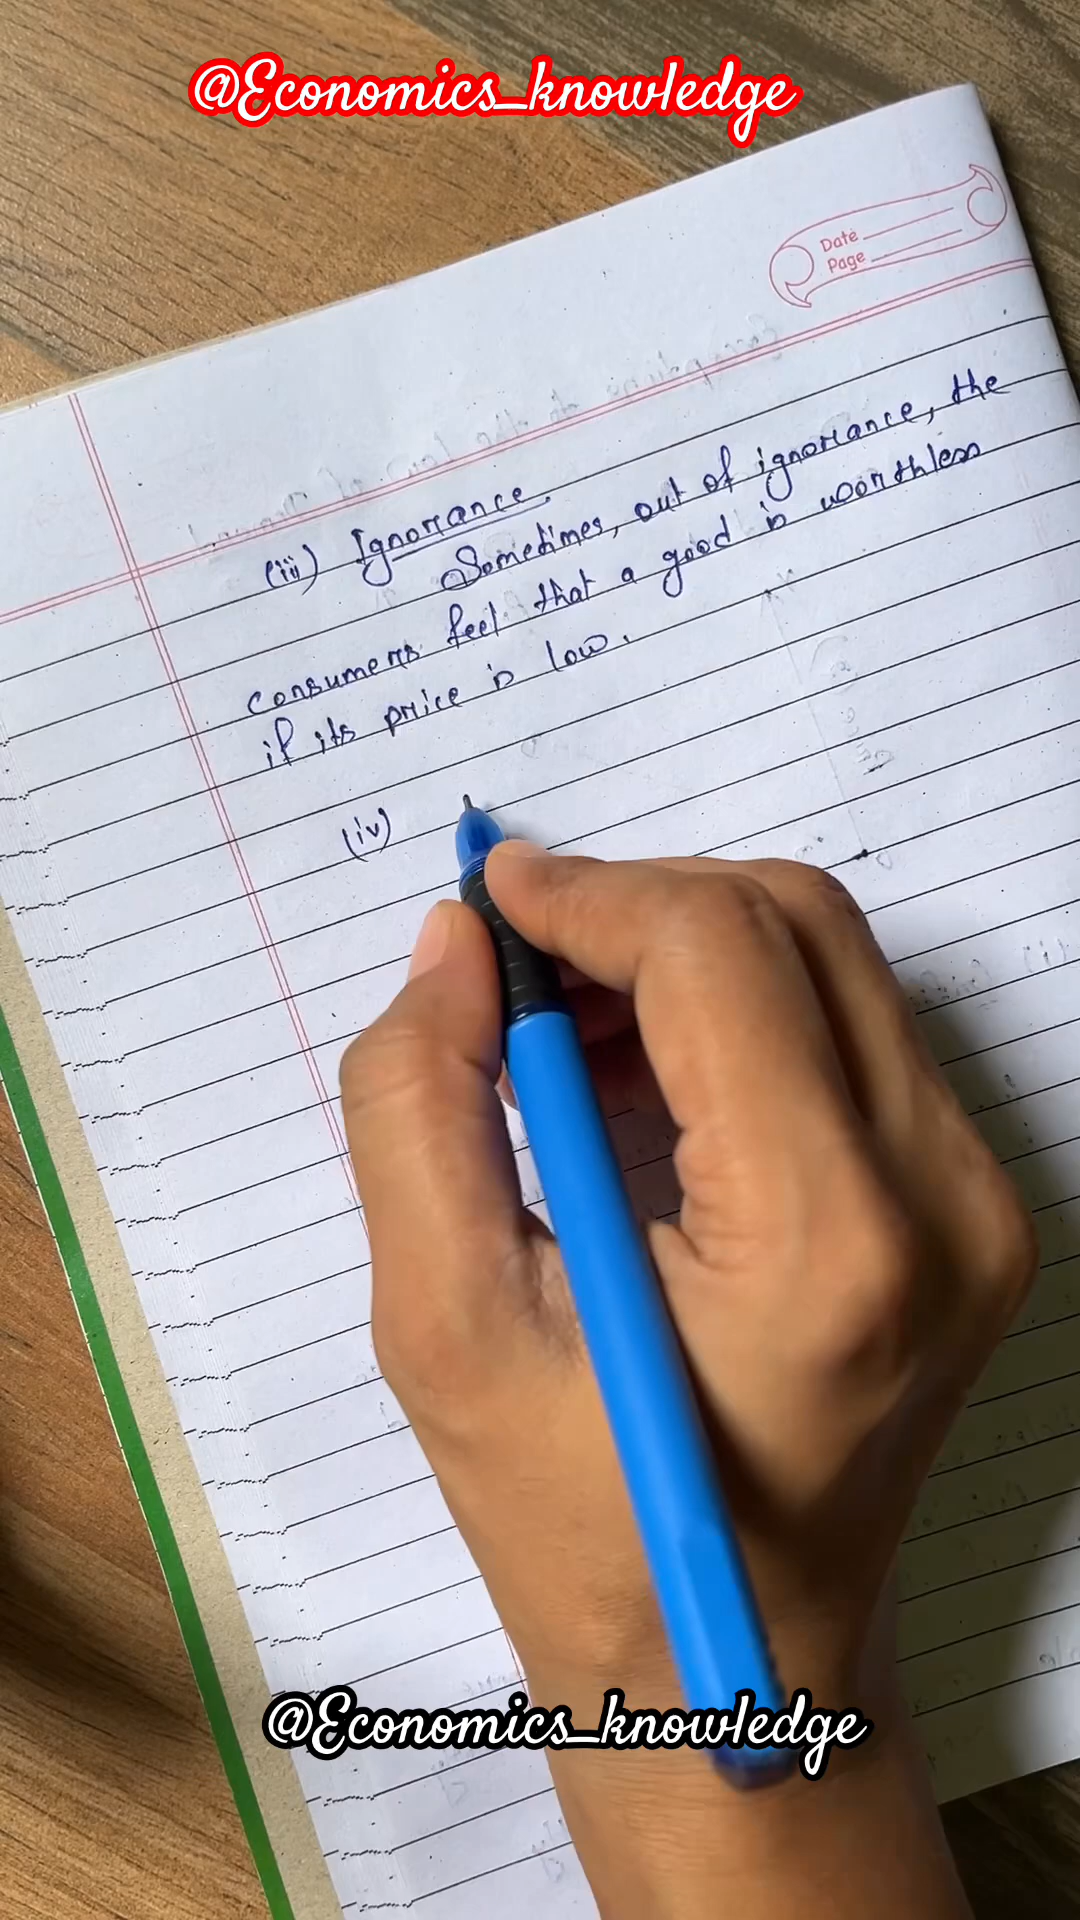 @Economics_knowledge
Date
Page
(iii) Ignorance.
Sometimes, out of ignorance, the
consumers feel that a good is worthless
if its price is low.
(iv)
@Economics_knowledge